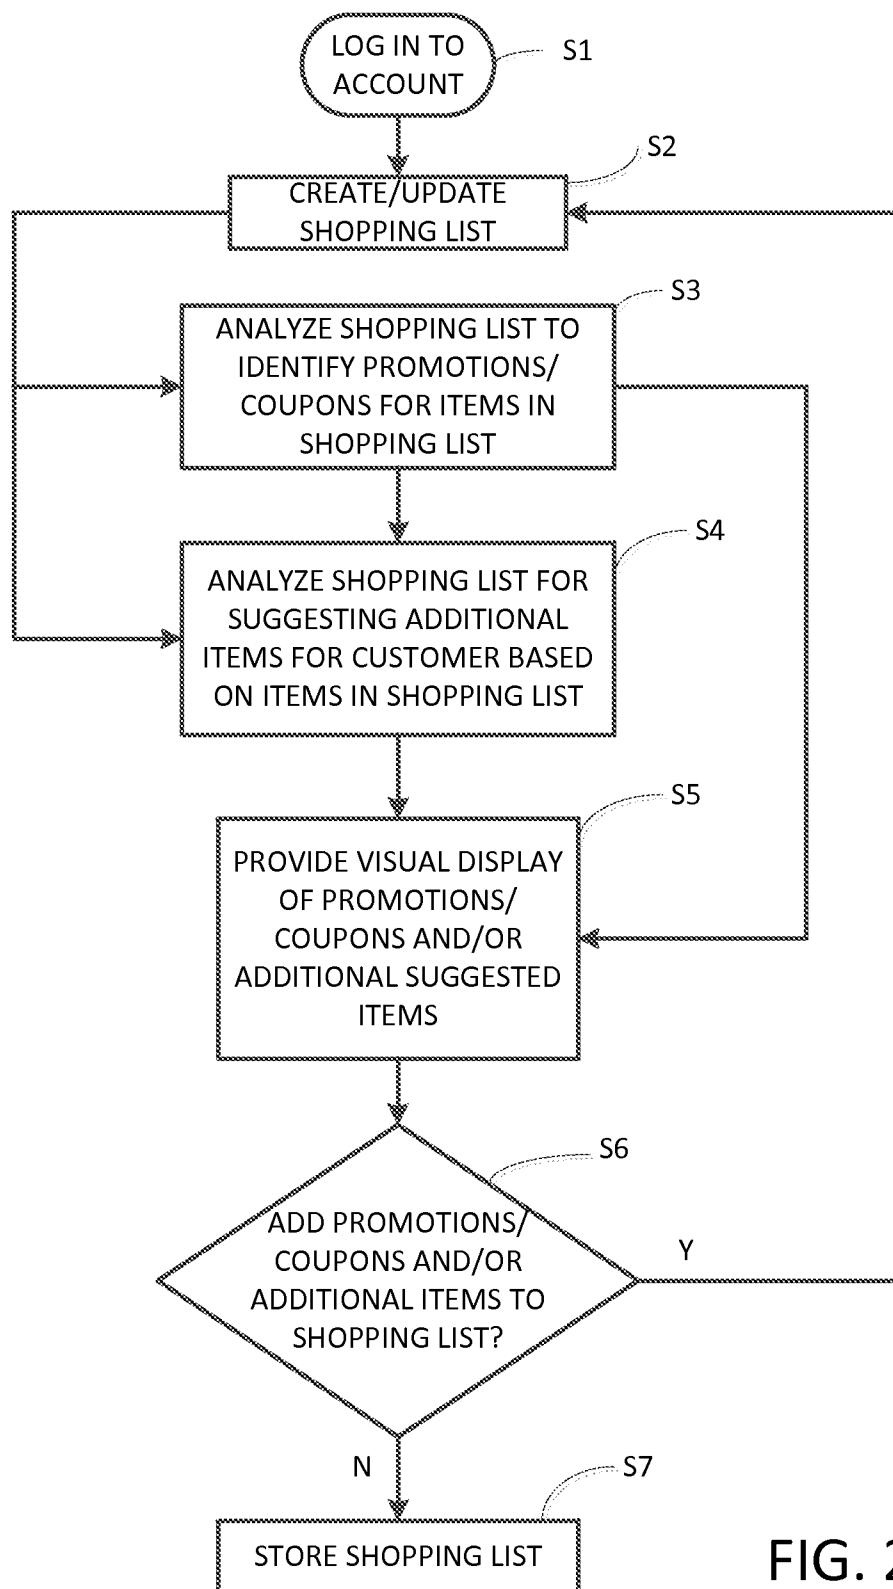 LOG IN TO
ACCOUNT
S1
S2
CREATE/UPDATE
SHOPPING LIST
S3
ANALYZE SHOPPING LIST TO
IDENTIFY PROMOTIONS/
COUPONS FOR ITEMS IN
SHOPPING LIST
S4
ANALYZE SHOPPING LIST FOR
SUGGESTING ADDITIONAL
ITEMS FOR CUSTOMER BASED
ON ITEMS IN SHOPPING LIST
S5
PROVIDE VISUAL DISPLAY
OF PROMOTIONS/
COUPONS AND/OR
ADDITIONAL SUGGESTED
ITEMS
S6
ADD PROMOTIONS/
COUPONS AND/OR
ADDITIONAL ITEMS TO
SHOPPING LIST?
Y
N
S7
STORE SHOPPING LIST
FIG. 2